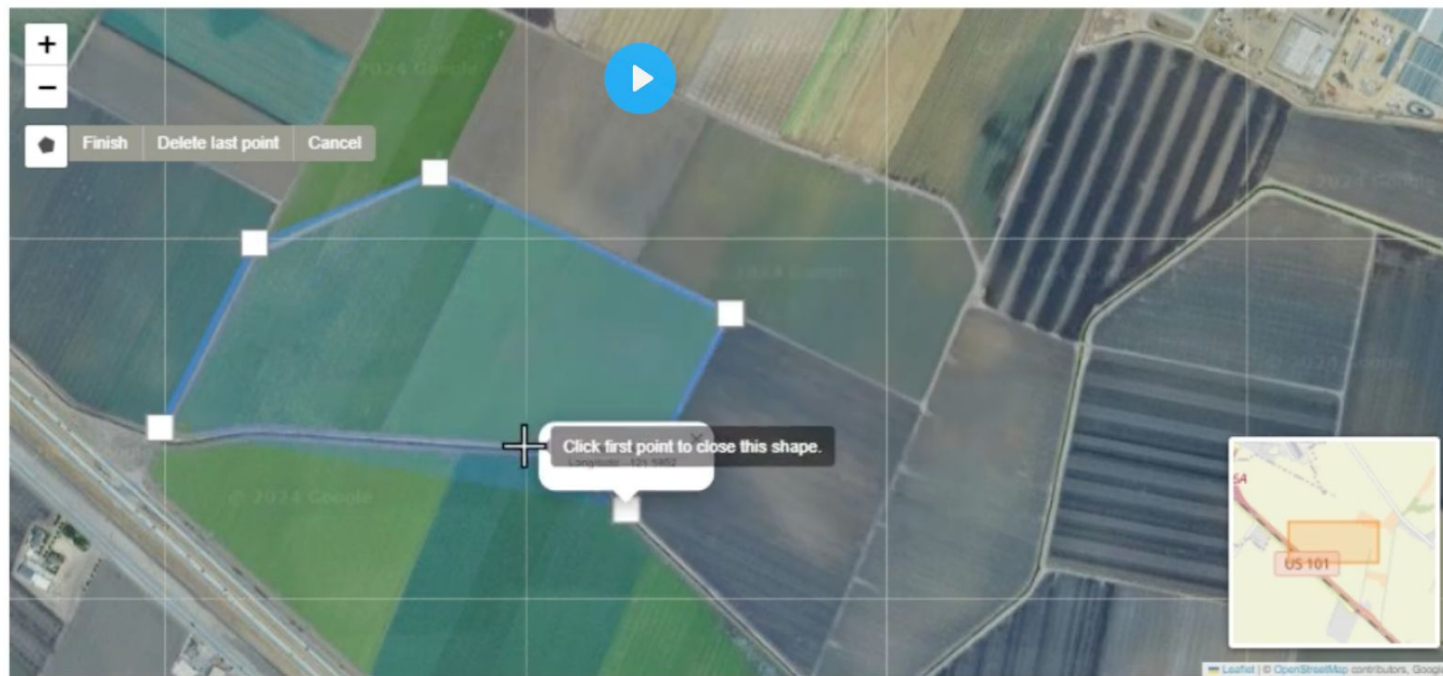 +
−
Finish Delete last point Cancel
2024 Google
2024 Google
Click first point to close this shape.
© 2024 Google
© 2024 Google
6A
US 101
Leaflet | © OpenStreetMap contributors, Google